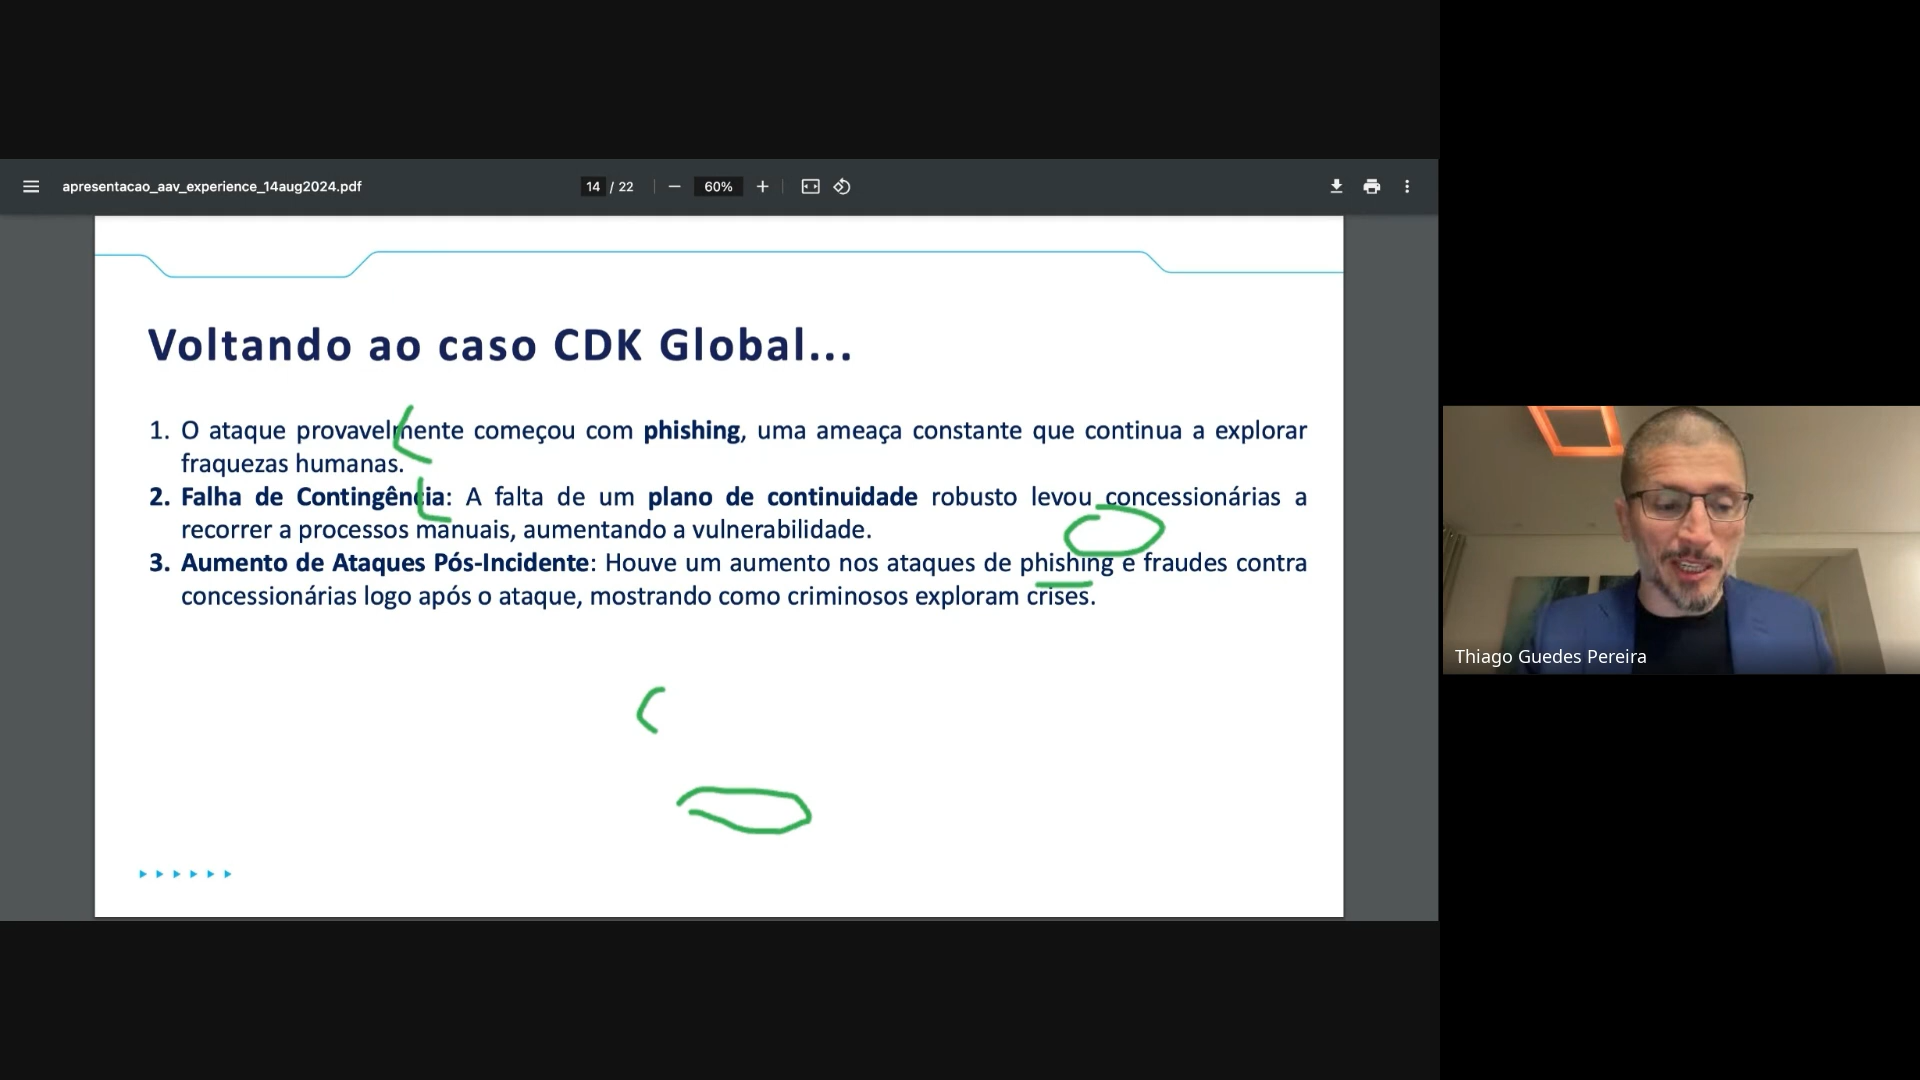 apresentacao_aav_experience_14aug2024.pdf
14 / 22
60%
Voltando ao caso CDK Global...
1. O ataque provavelmente começou com phishing, uma ameaça constante que continua a explorar
fraquezas humanas.
2. Falha de Contingência: A falta de um plano de continuidade robusto levou concessionárias a
recorrer a processos manuais, aumentando a vulnerabilidade.
3. Aumento de Ataques Pós-Incidente: Houve um aumento nos ataques de phishing e fraudes contra
concessionárias logo após o ataque, mostrando como criminosos exploram crises.
Thiago Guedes Pereira